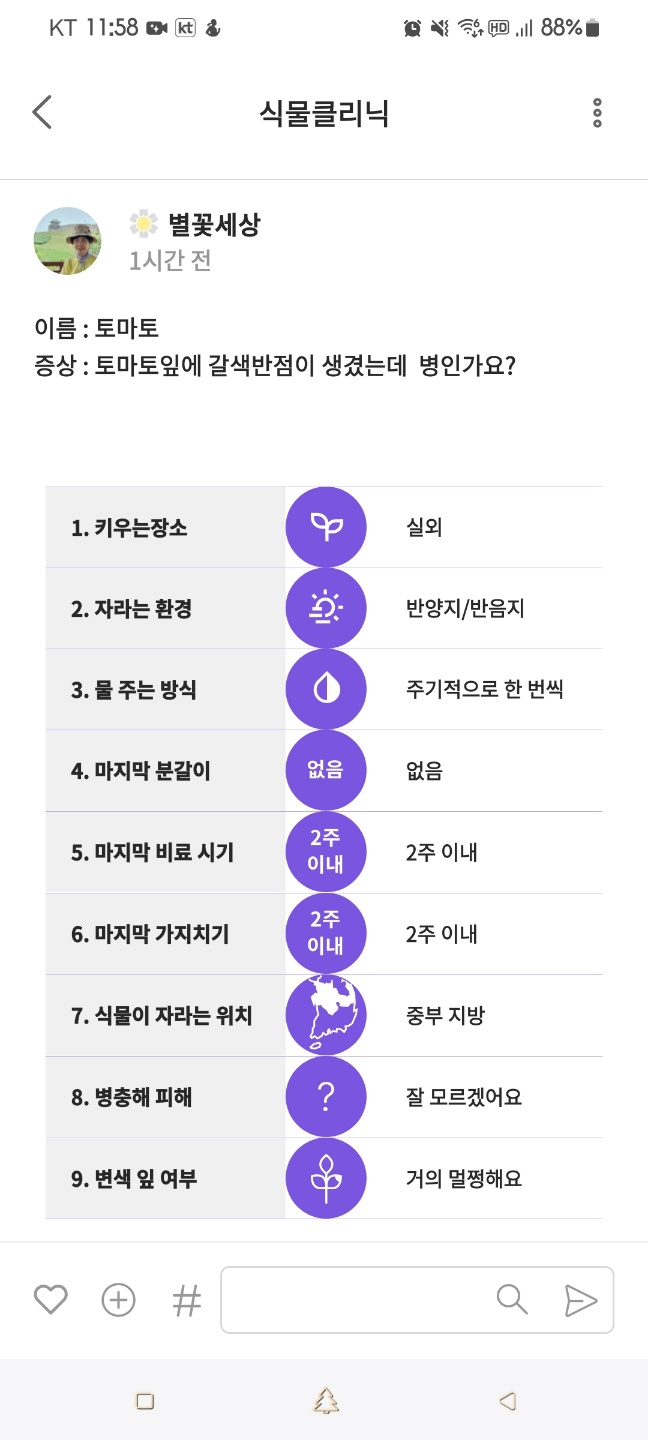 KT 11:58 kt HD 88%
식물클리닉
별꽃세상
1시간 전
이름 : 토마토
증상 : 토마토잎에 갈색반점이 생겼는데 병인가요?
1. 키우는장소 실외
2. 자라는 환경 반양지/반음지
3. 물 주는 방식 주기적으로 한 번씩
4. 마지막 분갈이 없음 없음
5. 마지막 비료 시기 2주 이내 2주 이내
6. 마지막 가지치기 2주 이내 2주 이내
7. 식물이 자라는 위치 중부 지방
8. 병충해 피해 ? 잘 모르겠어요
9. 변색 잎 여부 거의 멀쩡해요
#